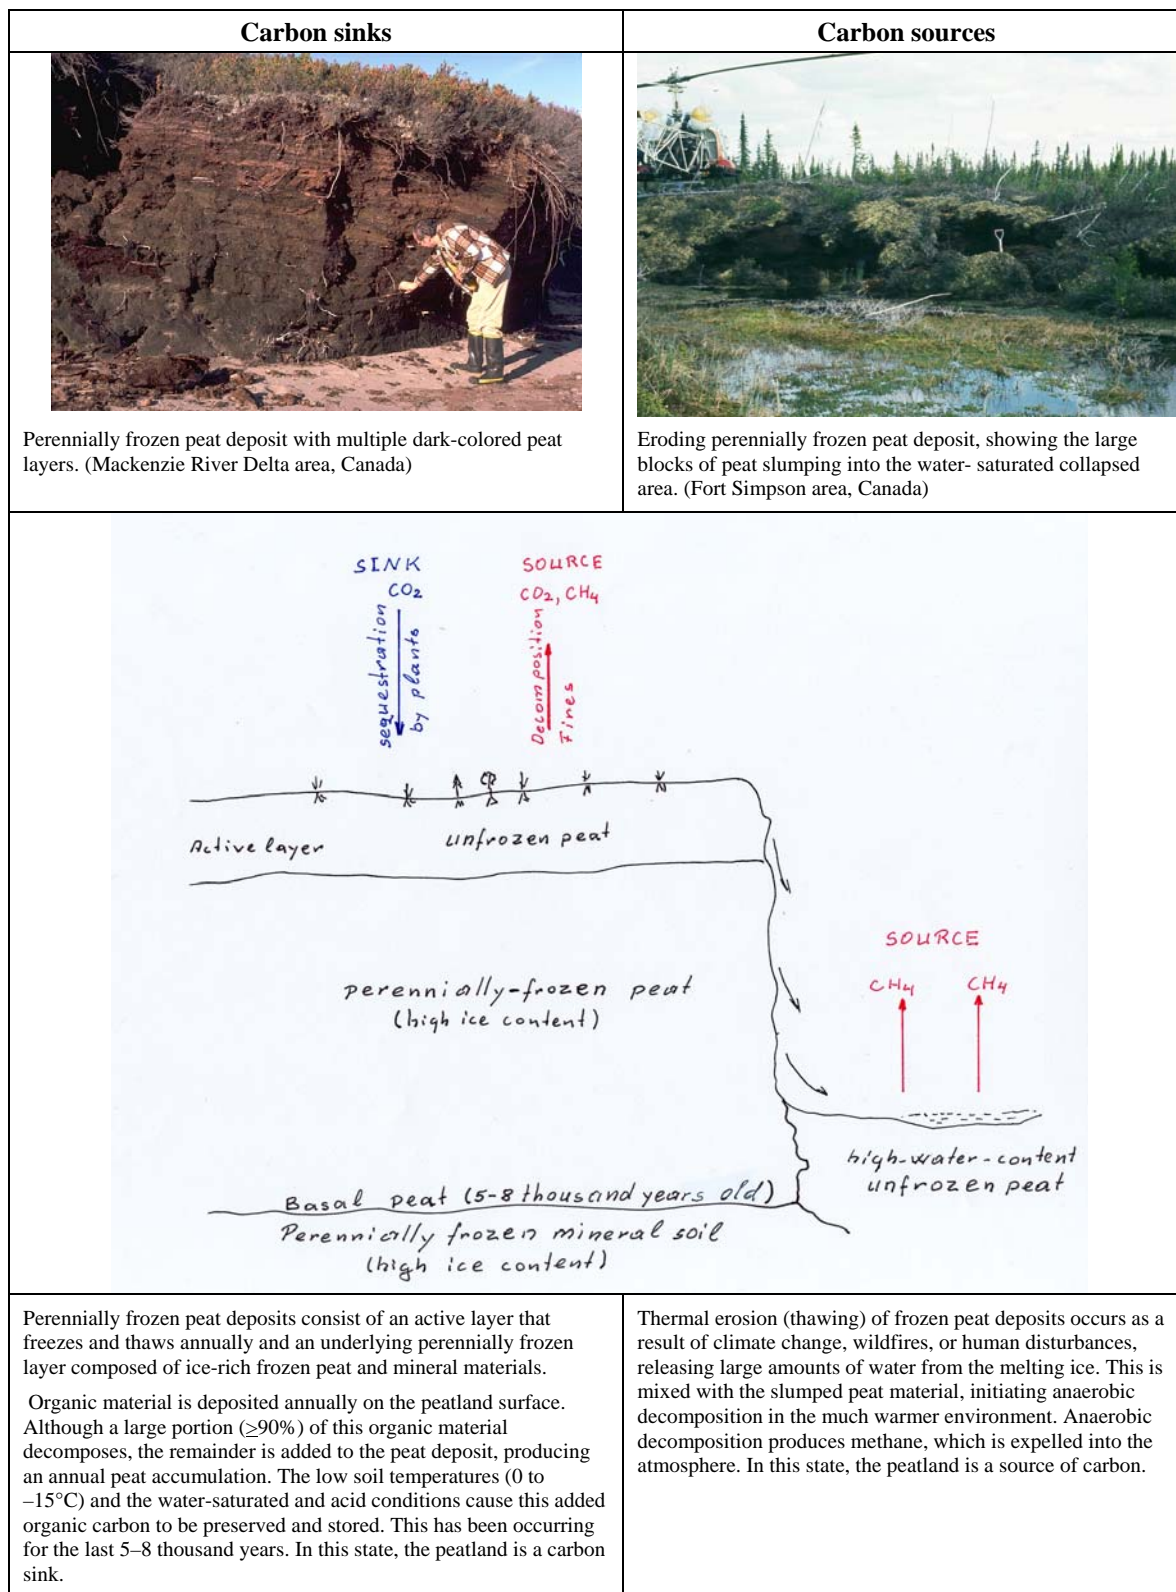 Carbon sinks
Carbon sources
Perennially frozen peat deposit with multiple dark-colored peat
layers. (Mackenzie River Delta area, Canada)
Eroding perennially frozen peat deposit, showing the large
blocks of peat slumping into the water- saturated collapsed
area. (Fort Simpson area, Canada)
SINK
CO2
sequestration
by plants
SOURCE
CO2, CH4
Decomposition
Fires
Active layer
unfrozen peat
perennially-frozen peat
(high ice content)
SOURCE
CH4
CH4
high-water-content
unfrozen peat
Basal peat (5-8 thousand years old)
Perennially frozen mineral soil
(high ice content)
Perennially frozen peat deposits consist of an active layer that
freezes and thaws annually and an underlying perennially frozen
layer composed of ice-rich frozen peat and mineral materials.
Organic material is deposited annually on the peatland surface.
Although a large portion (≥90%) of this organic material
decomposes, the remainder is added to the peat deposit, producing
an annual peat accumulation. The low soil temperatures (0 to
–15°C) and the water-saturated and acid conditions cause this added
organic carbon to be preserved and stored. This has been occurring
for the last 5–8 thousand years. In this state, the peatland is a carbon
sink.
Thermal erosion (thawing) of frozen peat deposits occurs as a
result of climate change, wildfires, or human disturbances,
releasing large amounts of water from the melting ice. This is
mixed with the slumped peat material, initiating anaerobic
decomposition in the much warmer environment. Anaerobic
decomposition produces methane, which is expelled into the
atmosphere. In this state, the peatland is a source of carbon.